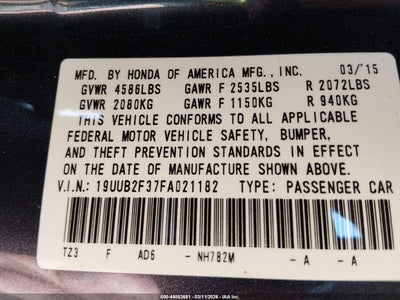 MFD. BY HONDA OF AMERICA MFG., INC. 03/'15
GVWR 4586LBS GAWR F 2535LBS R 2072LBS
GVWR 2080KG GAWR F 1150KG R 940KG
THIS VEHICLE CONFORMS TO ALL APPLICABLE
FEDERAL MOTOR VEHICLE SAFETY, BUMPER,
AND THEFT PREVENTION STANDARDS IN EFFECT
ON THE DATE OF MANUFACTURE SHOWN ABOVE.
V.I.N.: 19UUB2F37FA021182 TYPE: PASSENGER CAR
TZ3 F AD6 - NH782M - A - A
000-44582681 - 03/11/2026 - IAA Inc.